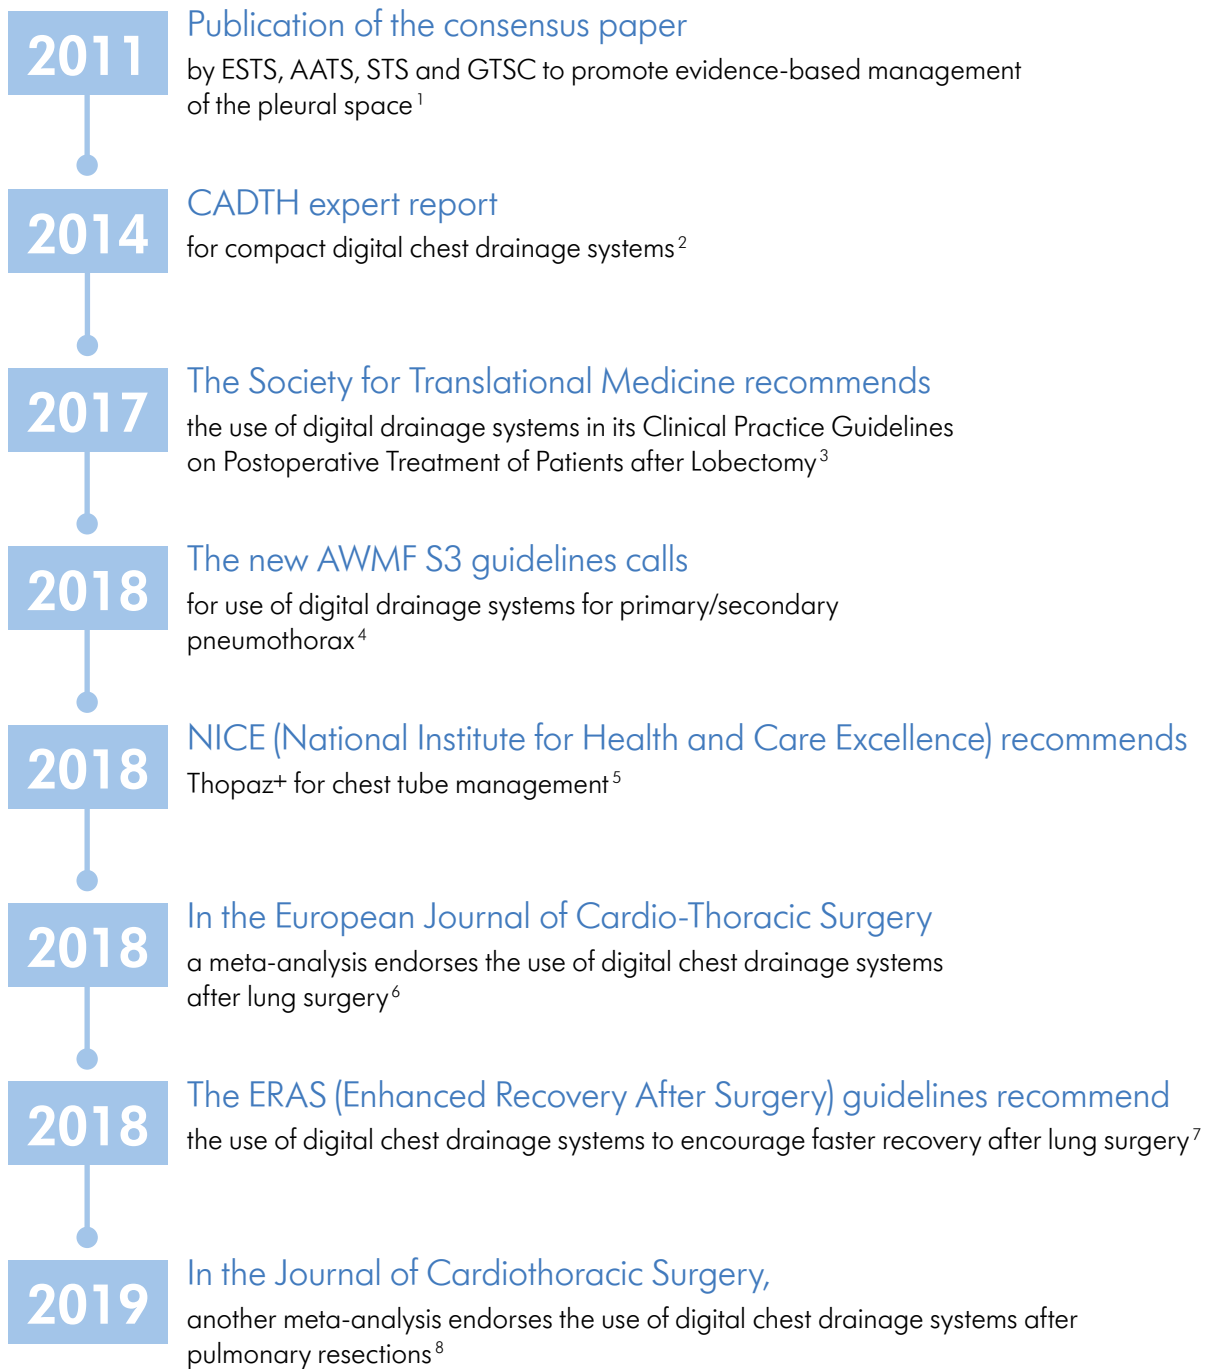 2011
Publication of the consensus paper
by ESTS, AATS, STS and GTSC to promote evidence-based management
of the pleural space 1
2014
CADTH expert report
for compact digital chest drainage systems 2
2017
The Society for Translational Medicine recommends
the use of digital drainage systems in its Clinical Practice Guidelines
on Postoperative Treatment of Patients after Lobectomy 3
2018
The new AWMF S3 guidelines calls
for use of digital drainage systems for primary/secondary
pneumothorax 4
2018
NICE (National Institute for Health and Care Excellence) recommends
Thopaz+ for chest tube management 5
2018
In the European Journal of Cardio-Thoracic Surgery
a meta-analysis endorses the use of digital chest drainage systems
after lung surgery 6
2018
The ERAS (Enhanced Recovery After Surgery) guidelines recommend
the use of digital chest drainage systems to encourage faster recovery after lung surgery 7
2019
In the Journal of Cardiothoracic Surgery,
another meta-analysis endorses the use of digital chest drainage systems after
pulmonary resections 8